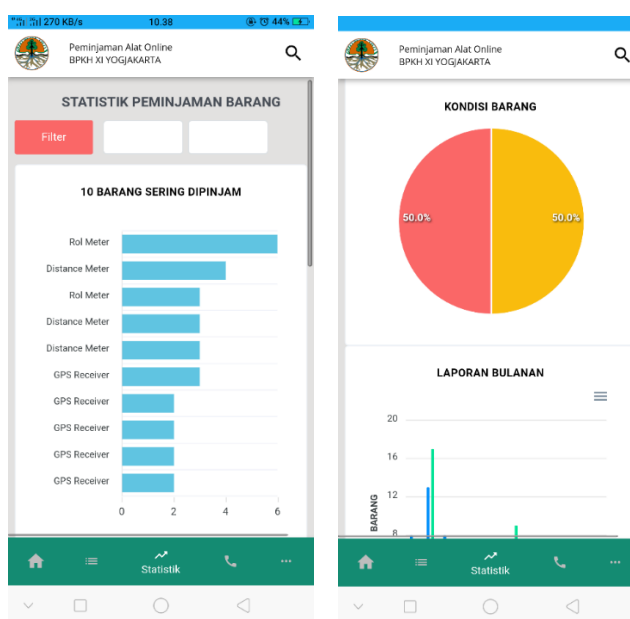 270 KB/s
10.38
44%
Peminjaman Alat Online
BPKH XI YOGJAKARTA
STATISTIK PEMINJAMAN BARANG
Filter
10 BARANG SERING DIPINJAM
Rol Meter
Distance Meter
Rol Meter
Distance Meter
Distance Meter
GPS Receiver
GPS Receiver
GPS Receiver
GPS Receiver
GPS Receiver
0 2 4 6
Statistik
Peminjaman Alat Online
BPKH XI YOGJAKARTA
KONDISI BARANG
50.0% 50.0%
LAPORAN BULANAN
20
16
12
8
BARANG
Statistik